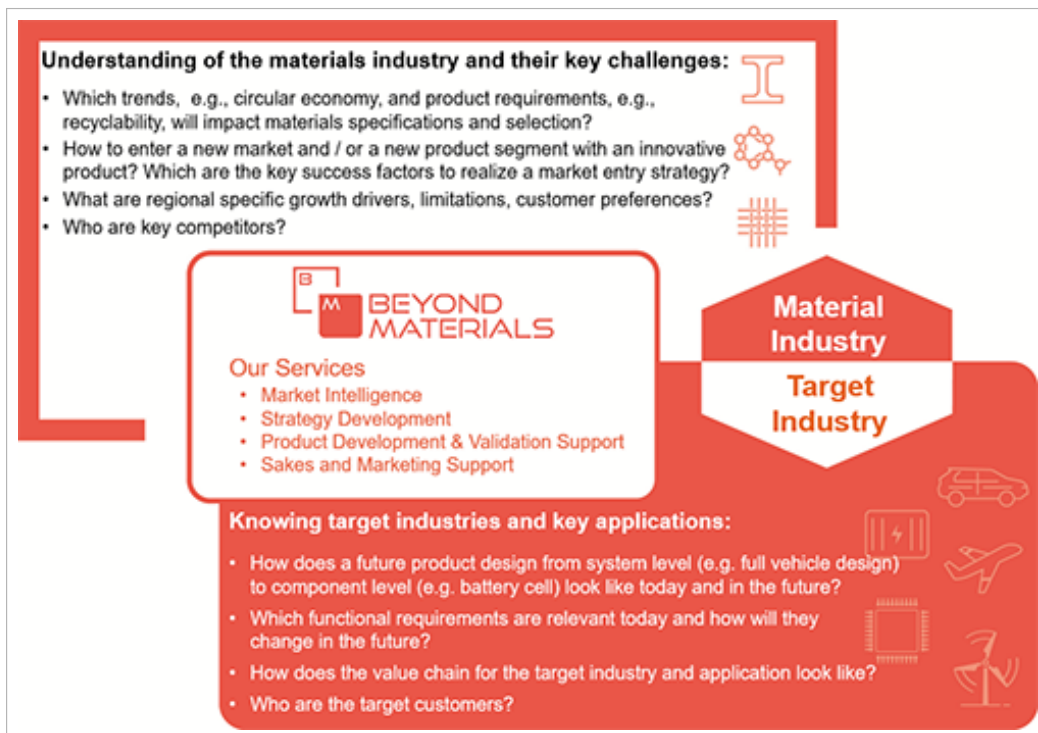 Understanding of the materials industry and their key challenges:
• Which trends, e.g., circular economy, and product requirements, e.g.,
recyclability, will impact materials specifications and selection?
• How to enter a new market and / or a new product segment with an innovative
product? Which are the key success factors to realize a market entry strategy?
• What are regional specific growth drivers, limitations, customer preferences?
• Who are key competitors?
B
M
BEYOND
MATERIALS
Our Services
• Market Intelligence
• Strategy Development
• Product Development & Validation Support
• Sakes and Marketing Support
Material
Industry
Target
Industry
Knowing target industries and key applications:
• How does a future product design from system level (e.g. full vehicle design)
to component level (e.g. battery cell) look like today and in the future?
• Which functional requirements are relevant today and how will they
change in the future?
• How does the value chain for the target industry and application look like?
• Who are the target customers?